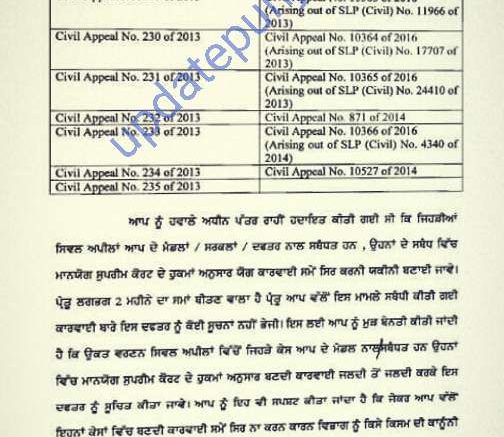 (Arising out of SLP (Civil) No. 11966 of
2013)
Civil Appeal No. 230 of 2013 Civil Appeal No. 10364 of 2016
(Arising out of SLP (Civil) No. 17707 of
2013)
Civil Appeal No. 231 of 2013 Civil Appeal No. 10365 of 2016
(Arising out of SLP (Civil) No. 24410 of
2013)
Civil Appeal No. 232 of 2013 Civil Appeal No. 871 of 2014
Civil Appeal No. 233 of 2013 Civil Appeal No. 10366 of 2016
(Arising out of SLP (Civil) No. 4340 of
2014)
Civil Appeal No. 234 of 2013 Civil Appeal No. 10527 of 2014
Civil Appeal No. 235 of 2013
updatepun
ਆਪ ਨੂੰ ਹਵਾਲੇ ਅਧੀਨ ਪੱਤਰ ਰਾਹੀਂ ਹਦਾਇਤ ਕੀਤੀ ਗਈ ਸੀ ਕਿ ਜਿਹੜੀਆਂ
ਸਿਵਲ ਅਪੀਲਾਂ ਆਪ ਦੇ ਮੰਡਲਾਂ / ਸਰਕਲਾਂ / ਦਫਤਰ ਨਾਲ ਸਬੰਧਤ ਹਨ , ਉਹਨਾਂ ਦੇ ਸਬੰਧ ਵਿੱਚ
ਮਾਨਯੋਗ ਸੁਪਰੀਮ ਕੋਰਟ ਦੇ ਹੁਕਮਾਂ ਅਨੁਸਾਰ ਯੋਗ ਕਾਰਵਾਈ ਸਮੇਂ ਸਿਰ ਕਰਨੀ ਯਕੀਨੀ ਬਣਾਈ ਜਾਵੇ।
ਪ੍ਰੰਤੂ ਲਗਭਗ 2 ਮਹੀਨੇ ਦਾ ਸਮਾਂ ਬੀਤਣ ਵਾਲਾ ਹੈ ਪ੍ਰੰਤੂ ਆਪ ਵੱਲੋਂ ਇਸ ਮਾਮਲੇ ਸਬੰਧੀ ਕੀਤੀ ਗਈ
ਕਾਰਵਾਈ ਬਾਰੇ ਇਸ ਦਫਤਰ ਨੂੰ ਕੋਈ ਸੂਚਨਾ ਨਹੀਂ ਭੇਜੀ। ਇਸ ਲਈ ਆਪ ਨੂੰ ਮੁੜ ਬੇਨਤੀ ਕੀਤੀ ਜਾਂਦੀ
ਹੈ ਕਿ ਉਕਤ ਵਰਣਨ ਸਿਵਲ ਅਪੀਲਾਂ ਵਿੱਚੋਂ ਜਿਹੜੇ ਕੇਸ ਆਪ ਦੇ ਮੰਡਲ ਨਾਲ/ਸਬੰਧਤ ਹਨ ਉਹਨਾਂ
ਵਿੱਚ ਮਾਨਯੋਗ ਸੁਪਰੀਮ ਕੋਰਟ ਦੇ ਹੁਕਮਾਂ ਅਨੁਸਾਰ ਬਣਦੀ ਕਾਰਵਾਈ ਜਲਦੀ ਤੋਂ ਜਲਦੀ ਕਰਕੇ ਇਸ
ਦਫਤਰ ਨੂੰ ਸੂਚਿਤ ਕੀਤਾ ਜਾਵੇ। ਆਪ ਨੂੰ ਇਹ ਵੀ ਸਪਸ਼ਟ ਕੀਤਾ ਜਾਂਦਾ ਹੈ ਕਿ ਜੇਕਰ ਆਪ ਵੱਲੋਂ
ਇਹਨਾਂ ਕੇਸਾਂ ਵਿੱਚ ਬਣਦੀ ਕਾਰਵਾਈ ਸਮੇਂ ਸਿਰ ਨਾ ਕਰਨ ਕਾਰਨ ਵਿਭਾਗ ਨੂੰ ਕਿਸੇ ਕਿਸਮ ਦੀ ਕਾਨੂੰਨੀ